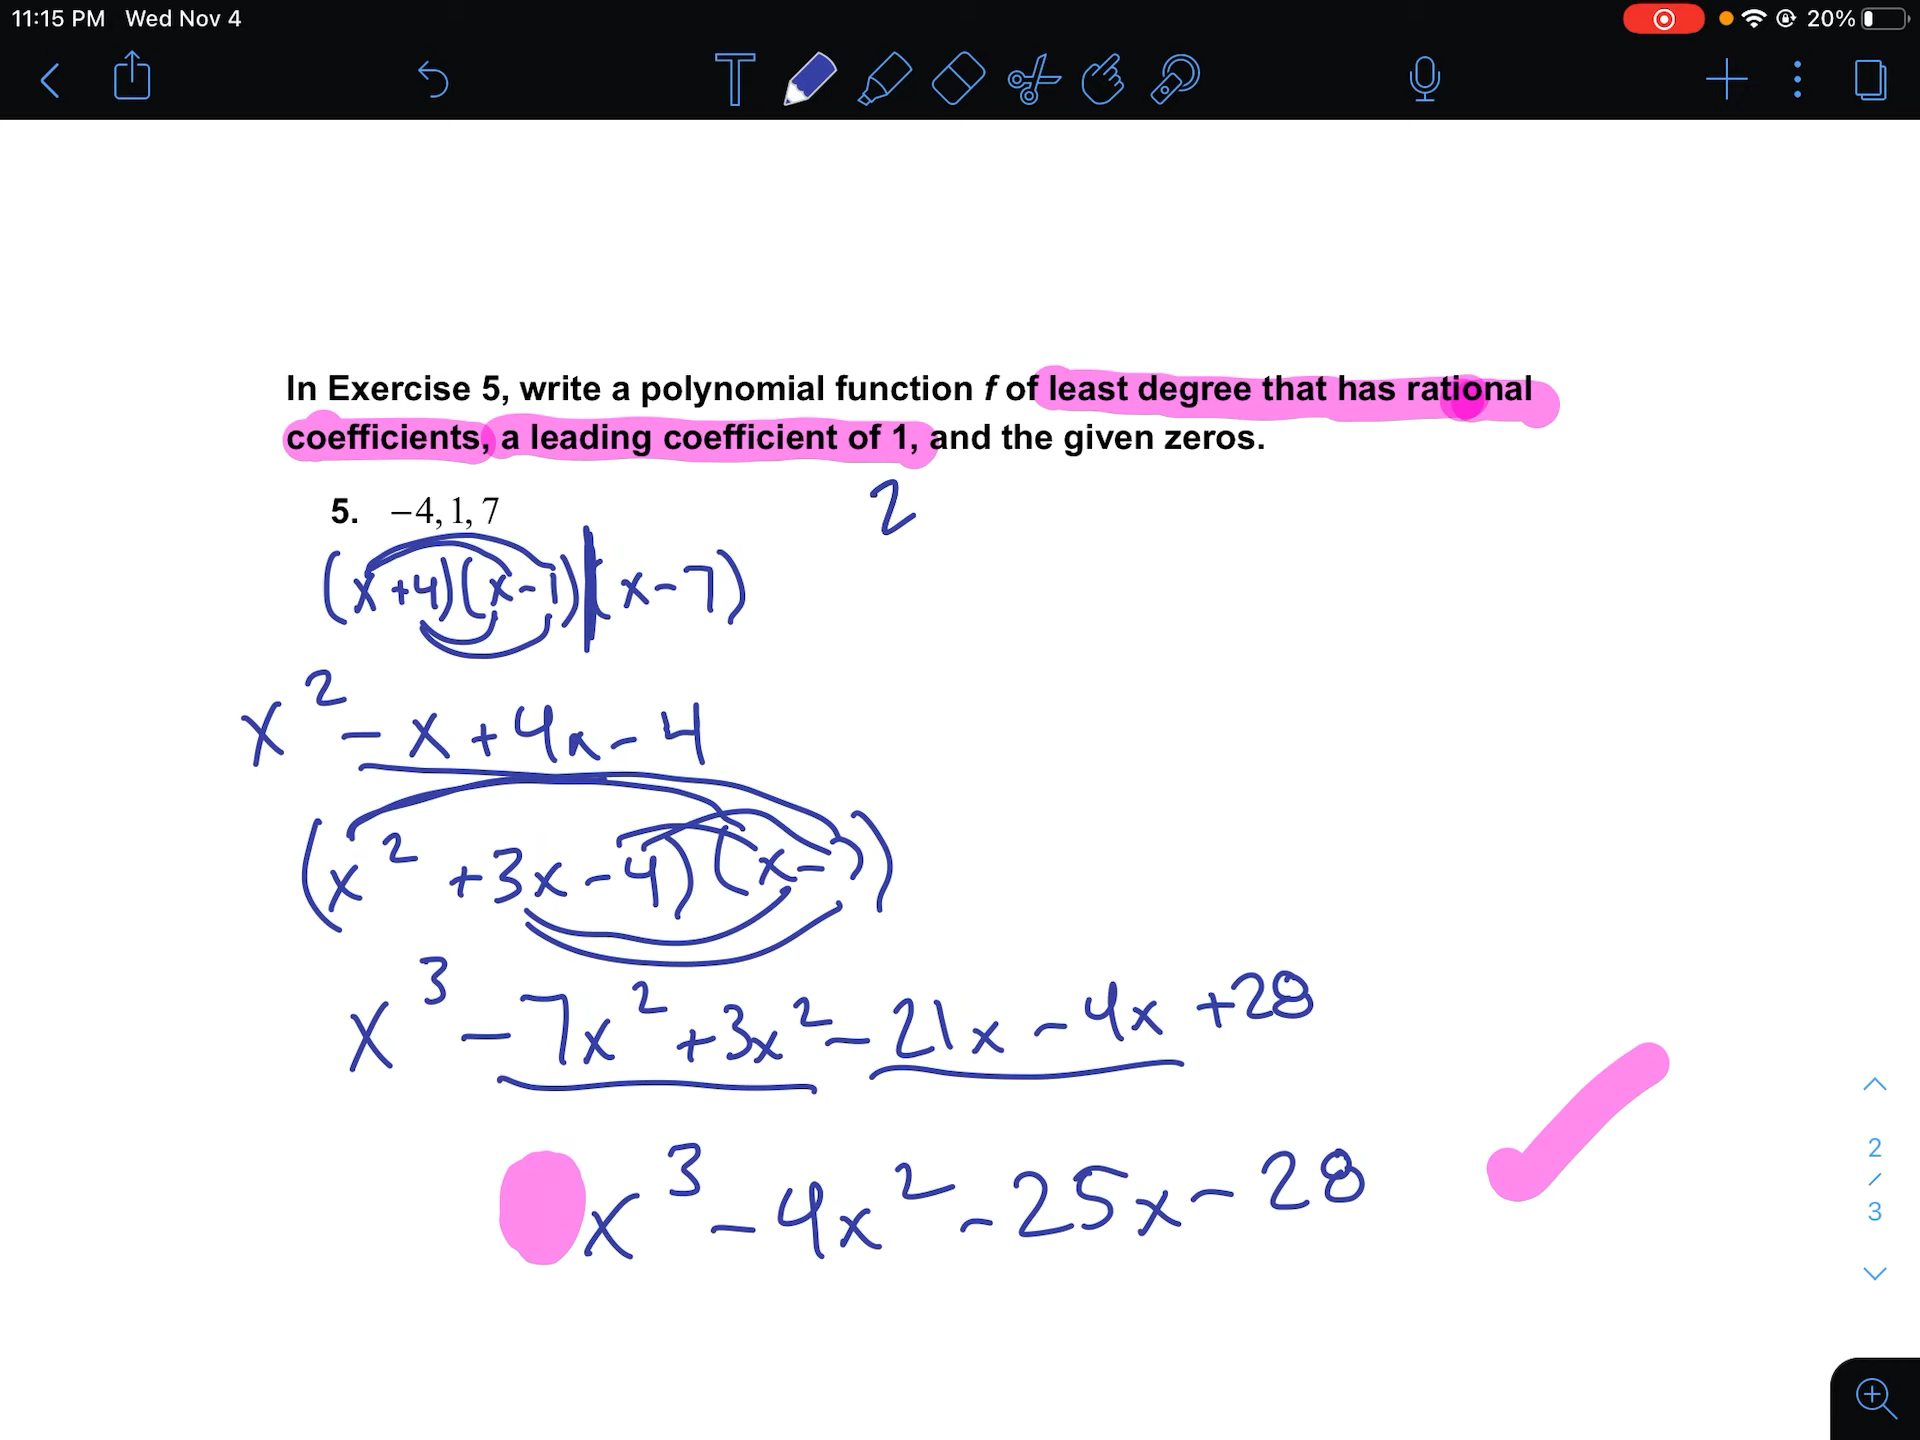 11:15 PM Wed Nov 4
20%
T
In Exercise 5, write a polynomial function f of least degree that has rational
coefficients, a leading coefficient of 1, and the given zeros.
5. −4, 1, 7
2
(x+4)(x-1)(x-7)
x² - x + 4x - 4
(x² + 3x - 4)(x-7)
x³ - 7x² + 3x² - 21x - 4x + 28
x³ - 4x² - 25x - 28
2
/
3